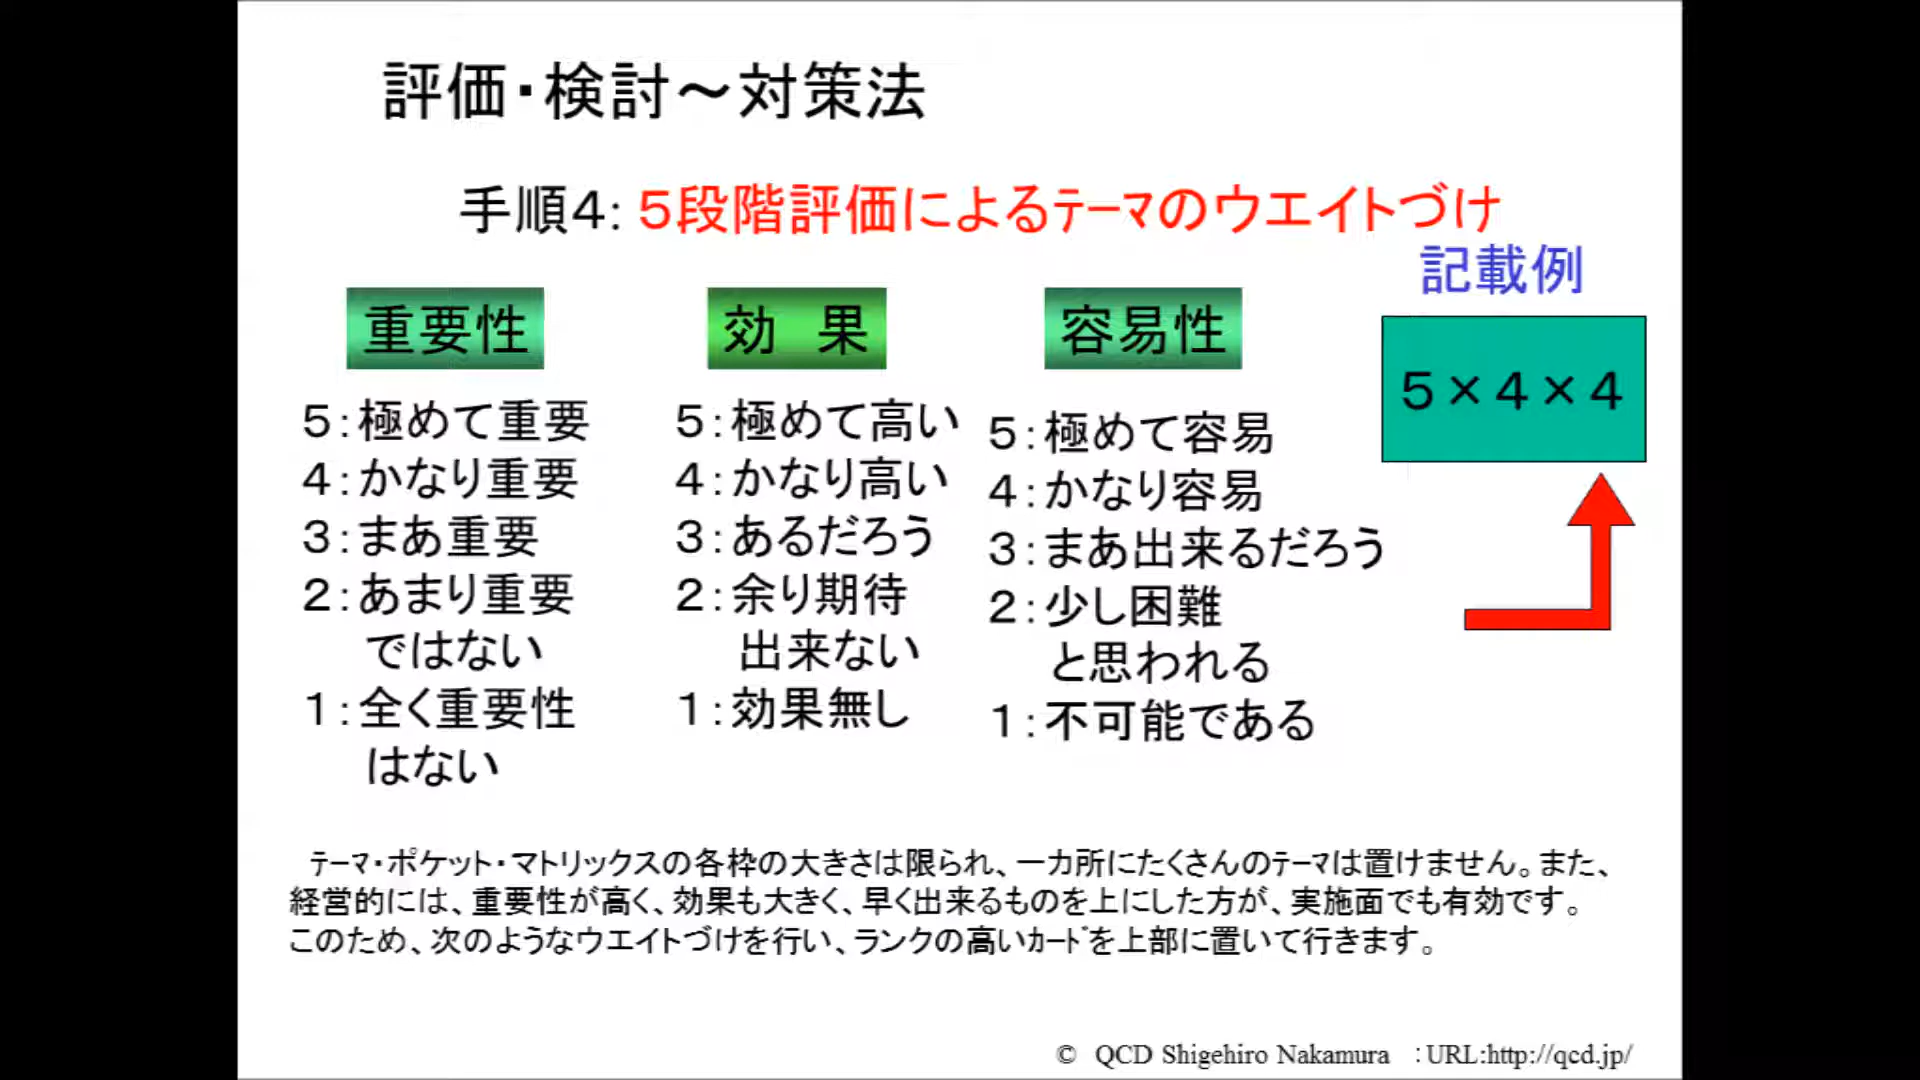 評価・検討～対策法
手順４：５段階評価によるﾃｰﾏのウエイトづけ
記載例
重要性
効　果
容易性
５×４×４
５：極めて重要
４：かなり重要
３：まあ重要
２：あまり重要
ではない
１：全く重要性
はない
５：極めて高い
４：かなり高い
３：あるだろう
２：余り期待
出来ない
１：効果無し
５：極めて容易
４：かなり容易
３：まあ出来るだろう
２：少し困難
と思われる
１：不可能である
ﾃｰﾏ・ポケット・マトリックスの各枠の大きさは限られ、一カ所にたくさんのﾃｰﾏは置けません。また、
経営的には、重要性が高く、効果も大きく、早く出来るものを上にした方が、実施面でも有効です。
このため、次のようなウエイトづけを行い、ランクの高いｶｰﾄﾞを上部に置いて行きます。
© QCD Shigehiro Nakamura ：URL:http://qcd.jp/